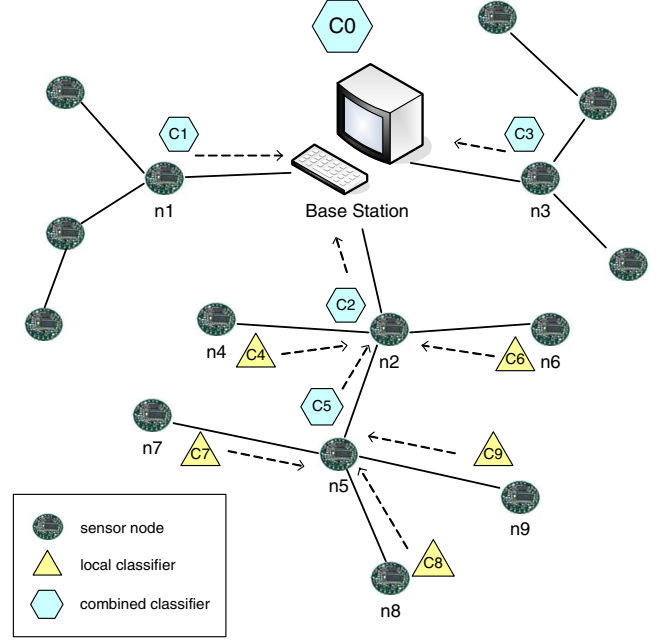 C0
C1
C3
n1
n3
Base Station
C2
n4
C4
n2
C6
n6
C5
n7
C7
C9
n5
n9
C8
n8
sensor node
local classifier
combined classifier